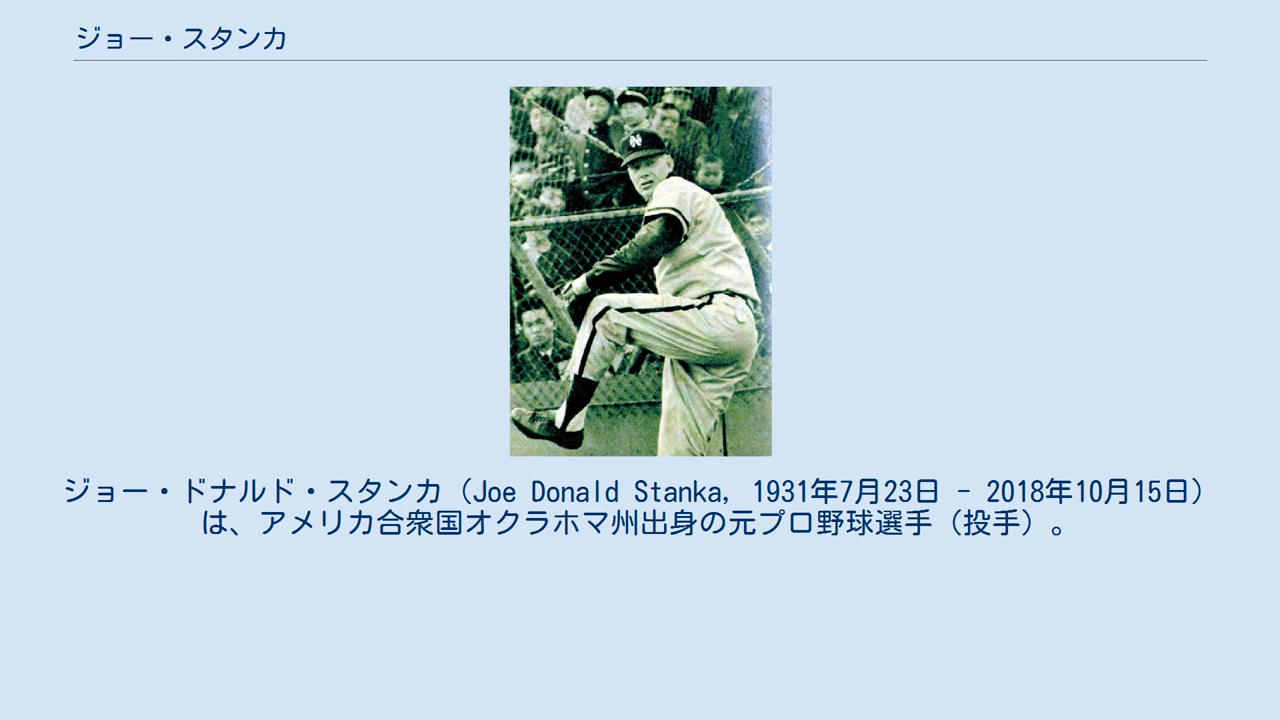 ジョー・スタンカ
ジョー・ドナルド・スタンカ（Joe Donald Stanka, 1931年7月23日 - 2018年10月15日）
は、アメリカ合衆国オクラホマ州出身の元プロ野球選手（投手）。